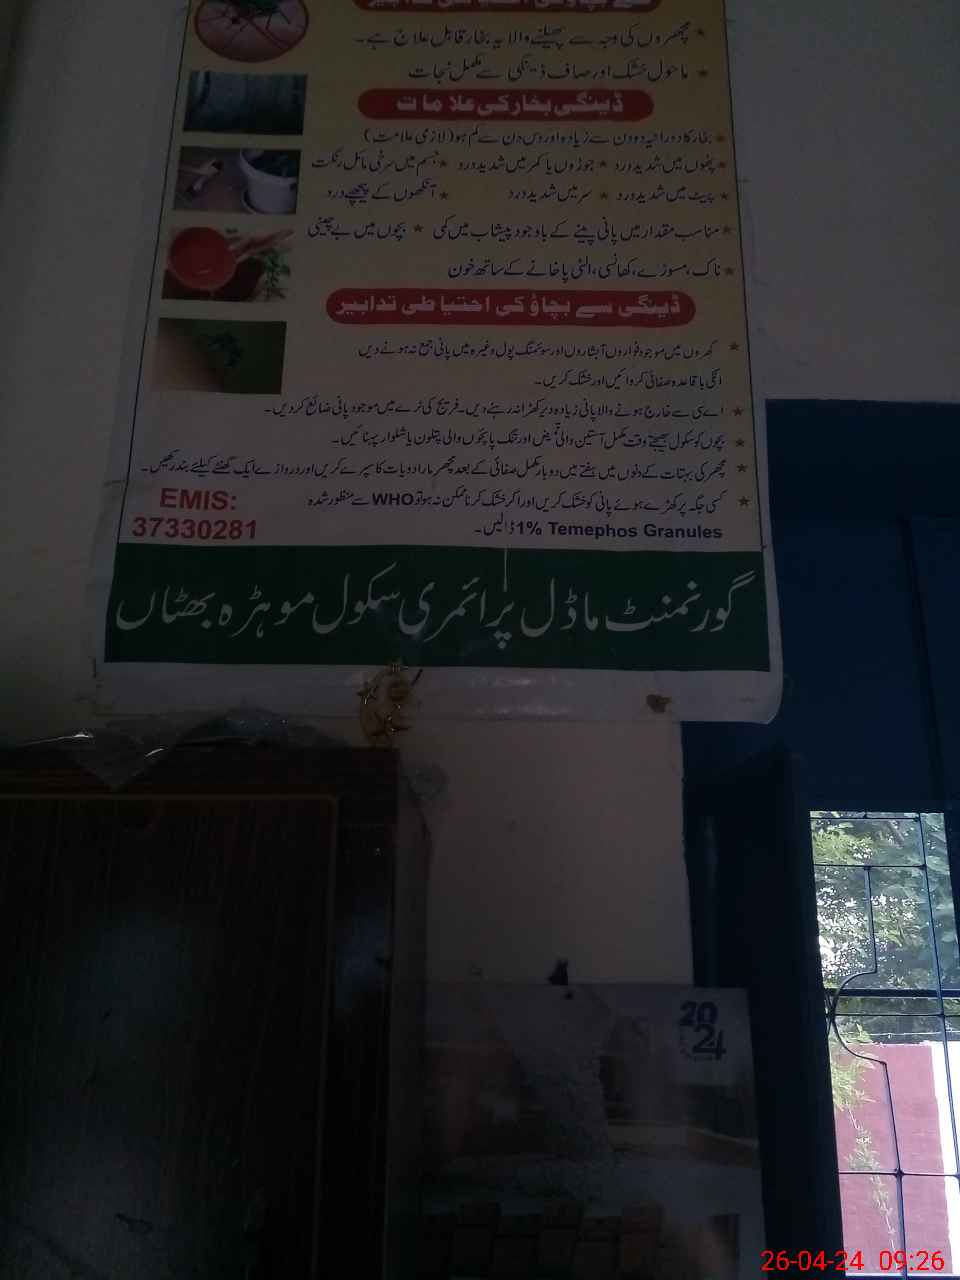 سے بچاؤ کی احتیاطی تدابیر
★ مچھروں کی وجہ سے پھیلنے والا یہ بخار قابل علاج ہے۔
★ ماحول خشک اور صاف ڈینگی سے مکمل نجات
ڈینگی بخار کی علامات
★ بخار کا دورانیہ دو دن سے زیادہ اور دس دن سے کم ہو (لازمی علامت)
★ پٹھوں میں شدید درد ★ جوڑوں یا کمر میں شدید درد ★ جسم میں سرخی مائل رنگت
★ پیٹ میں شدید درد ★ سر میں شدید درد ★ آنکھوں کے پیچھے درد
★ مناسب مقدار میں پانی پینے کے باوجود پیشاب میں کمی ★ بچوں میں بے چینی
★ ناک، مسوڑے، کھانسی، الٹی یا پاخانے کے ساتھ خون
ڈینگی سے بچاؤ کی احتیاطی تدابیر
★ گھروں میں موجود فواروں آبشاروں اور سوئمنگ پول وغیرہ میں پانی جمع نہ ہونے دیں
انکی باقاعدہ صفائی کروائیں اور خشک کریں۔
★ اے سی سے خارج ہونے والا پانی زیادہ دیر کھڑا نہ رہنے دیں۔ فریج کی ٹرے میں موجود پانی ضائع کر دیں۔
★ بچوں کو سکول بھیجتے وقت مکمل آستین والی قمیض اور تنگ پائنچوں والی پتلون یا شلوار پہنائیں۔
★ مچھر کی بہتات کے دنوں میں ہفتے میں دو بار مکمل صفائی کے بعد مچھر مار ادویات کا سپرے کریں اور دروازے ایک گھنٹے کیلئے بند رکھیں۔
★ کسی جگہ پر کھڑے ہوئے پانی کو خشک کریں اور اگر خشک کرنا ممکن نہ ہو تو WHO سے منظور شدہ
1% Temephos Granules ڈالیں۔
EMIS:
37330281
گورنمنٹ ماڈل پرائمری سکول موہڑہ بھٹاں
2024
26-04-24 09:26